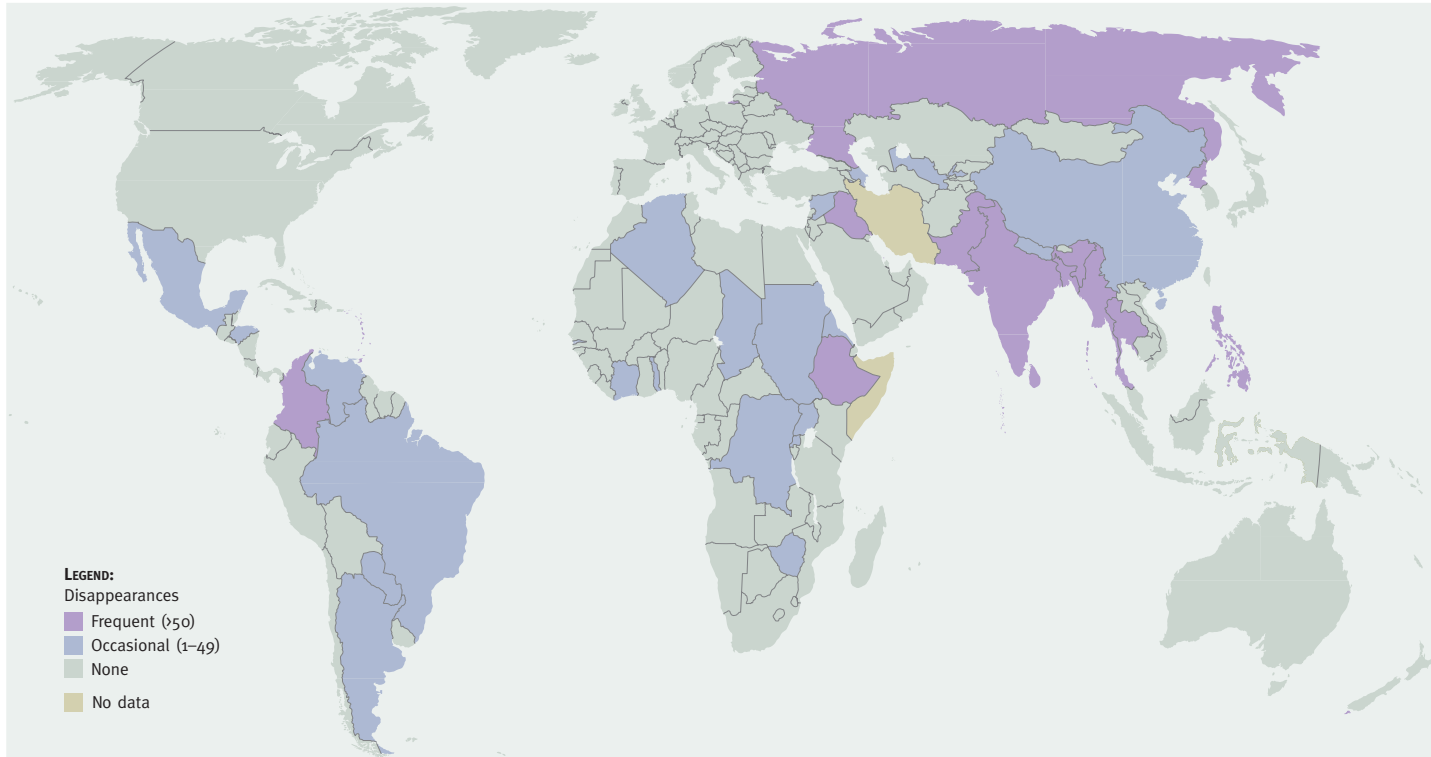 LEGEND:
Disappearances
Frequent (>50)
Occasional (1–49)
None
No data